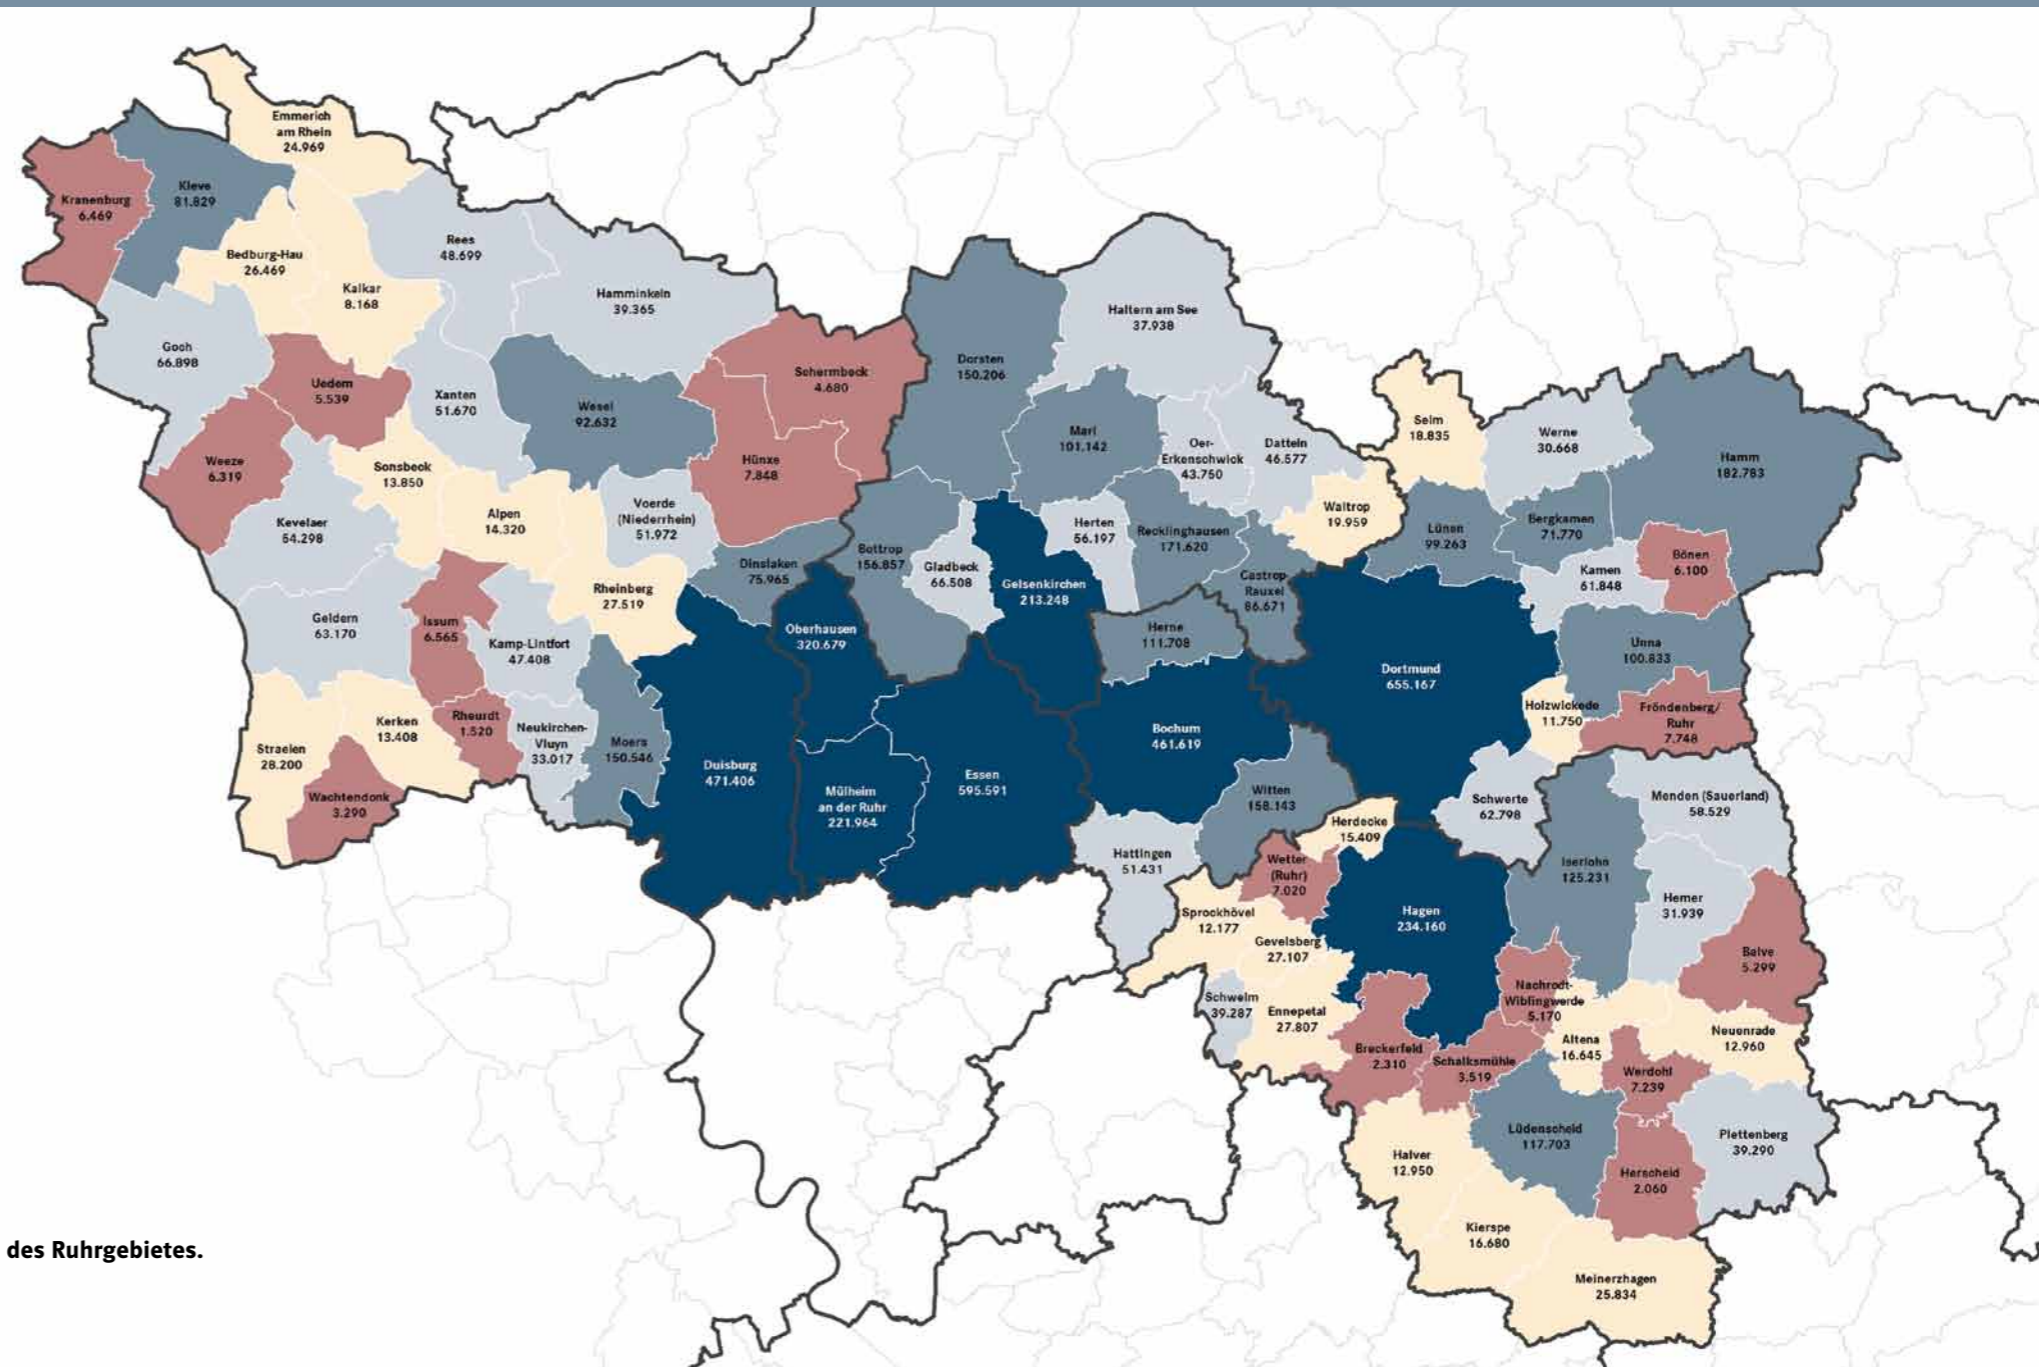 Emmerich
am Rhein
24.969
Kleve
81.829
Kranenburg
6.469
Bedburg-Hau
26.469
Kalkar
8.168
Rees
48.699
Hamminkeln
39.365
Haltern am See
37.938
Goch
66.898
Uedem
5.539
Xanten
51.670
Wesel
92.632
Schermbeck
4.680
Dorsten
150.206
Marl
101.142
Oer-
Erkenschwick
43.750
Datteln
46.577
Selm
18.835
Werne
30.668
Hamm
182.783
Weeze
6.319
Sonsbeck
13.850
Hünxe
7.848
Kevelaer
54.298
Alpen
14.320
Voerde
(Niederrhein)
51.972
Waltrop
19.959
Lünen
99.263
Bergkamen
71.770
Bottrop
156.857
Gladbeck
66.508
Gelsenkirchen
213.248
Herten
56.197
Recklinghausen
171.620
Dinslaken
75.965
Kamen
61.848
Bönen
6.100
Rheinberg
27.519
Castrop-
Rauxel
86.671
Geldern
63.170
Issum
6.565
Kamp-Lintfort
47.408
Oberhausen
320.679
Herne
111.708
Unna
100.833
Dortmund
655.167
Straelen
28.200
Kerken
13.408
Rheurdt
1.520
Neukirchen-
Vluyn
33.017
Moers
150.546
Duisburg
471.406
Bochum
461.619
Holzwickede
11.750
Fröndenberg/
Ruhr
7.748
Wachtendonk
3.290
Mülheim
an der Ruhr
221.964
Essen
595.591
Witten
158.143
Schwerte
62.798
Menden (Sauerland)
58.529
Herdecke
15.409
Hattingen
51.431
Wetter
(Ruhr)
7.020
Iserlohn
125.231
Hemer
31.939
Sprockhövel
12.177
Hagen
234.160
Gevelsberg
27.107
Balve
5.299
Schwelm
39.287
Ennepetal
27.807
Nachrodt-
Wiblingwerde
5.170
Altena
16.645
Neuenrade
12.960
Breckerfeld
2.310
Schalksmühle
3.519
Werdohl
7.239
Lüdenscheid
117.703
Plettenberg
39.290
Halver
12.950
Herscheid
2.060
Kierspe
16.680
Meinerzhagen
25.834
des Ruhrgebietes.